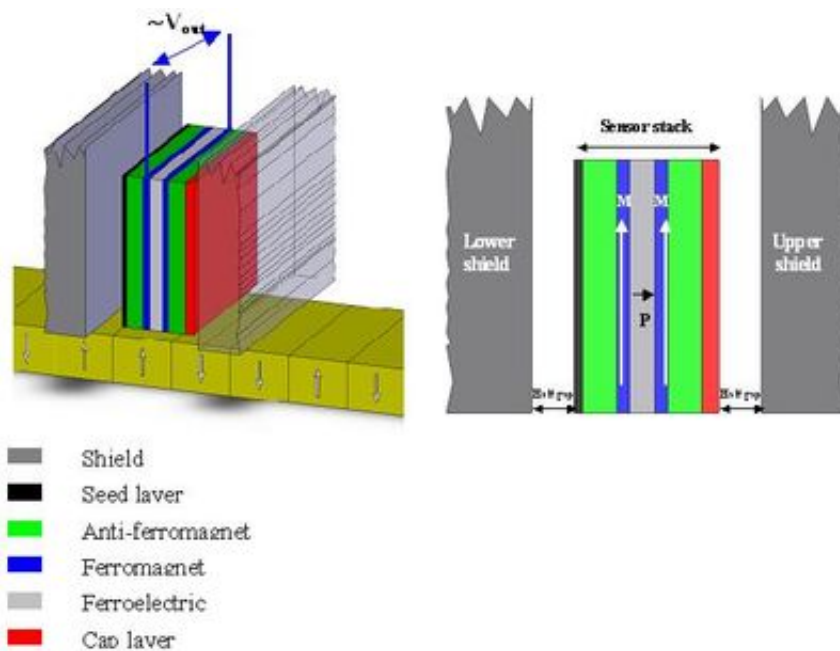 ~Vout
Sensor stack
M M
Lower
shield
Upper
shield
P
Shield
Seed layer
Anti-ferromagnet
Ferromagnet
Ferroelectric
Cap layer